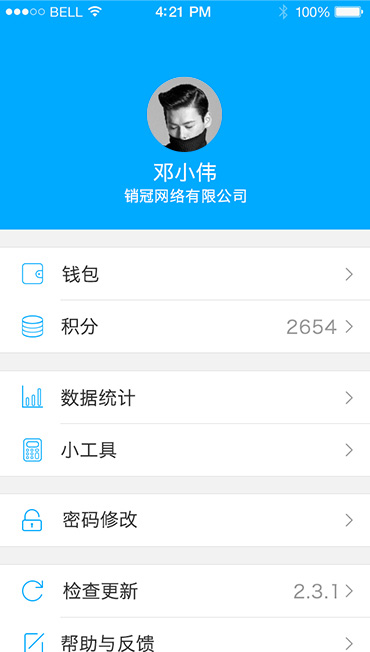 BELL 4:21 PM 100%
邓小伟
销冠网络有限公司
钱包
积分 2654
数据统计
小工具
密码修改
检查更新 2.3.1
帮助与反馈